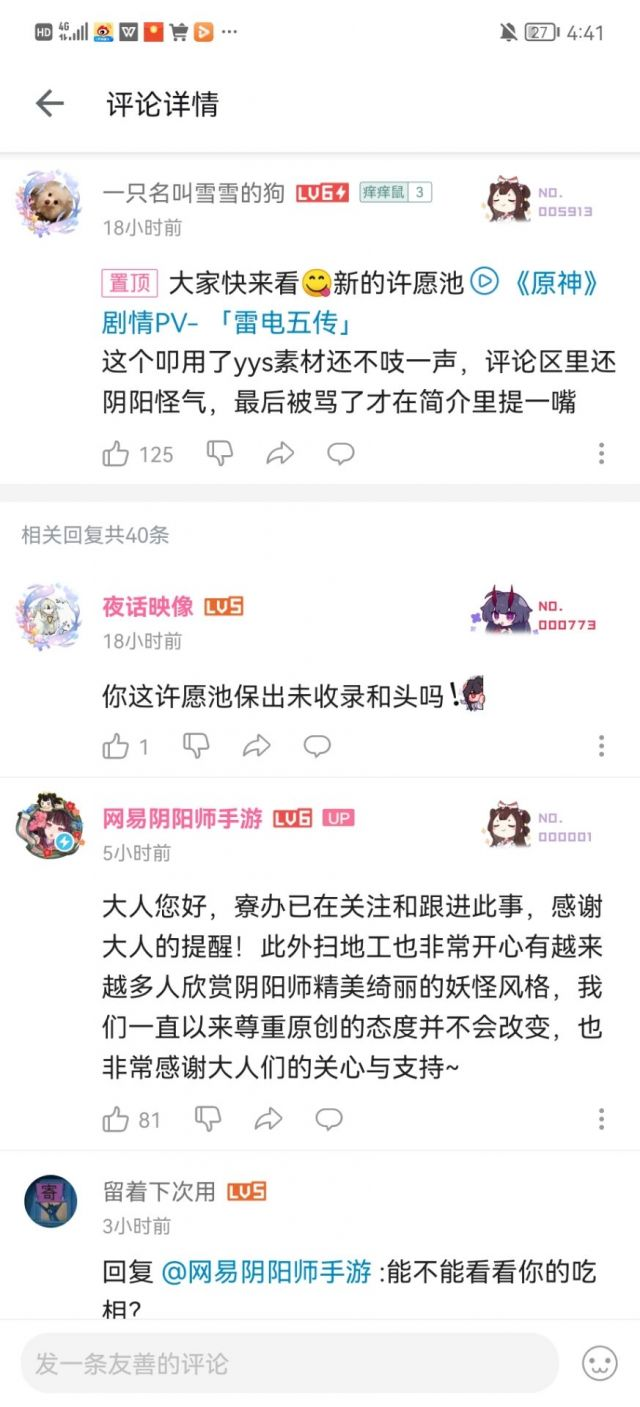 HD 4G 27 4:41
评论详情
一只名叫雪雪的狗 LV6 痒痒鼠 3 NO.
18小时前 005913
置顶 大家快来看😋新的许愿池 《原神》
剧情PV-「雷电五传」
这个叩用了yys素材还不吱一声，评论区里还
阴阳怪气，最后被骂了才在简介里提一嘴
125
相关回复共40条
夜话映像 LV5 NO.
18小时前 000773
你这许愿池保出未收录和头吗！
1
网易阴阳师手游 LV6 UP NO.
5小时前 000001
大人您好，寮办已在关注和跟进此事，感谢
大人的提醒！此外扫地工也非常开心有越来
越多人欣赏阴阳师精美绮丽的妖怪风格，我
们一直以来尊重原创的态度并不会改变，也
非常感谢大人们的关心与支持~
81
寄
留着下次用 LV5
3小时前
回复 @网易阴阳师手游 :能不能看看你的吃
相?
发一条友善的评论